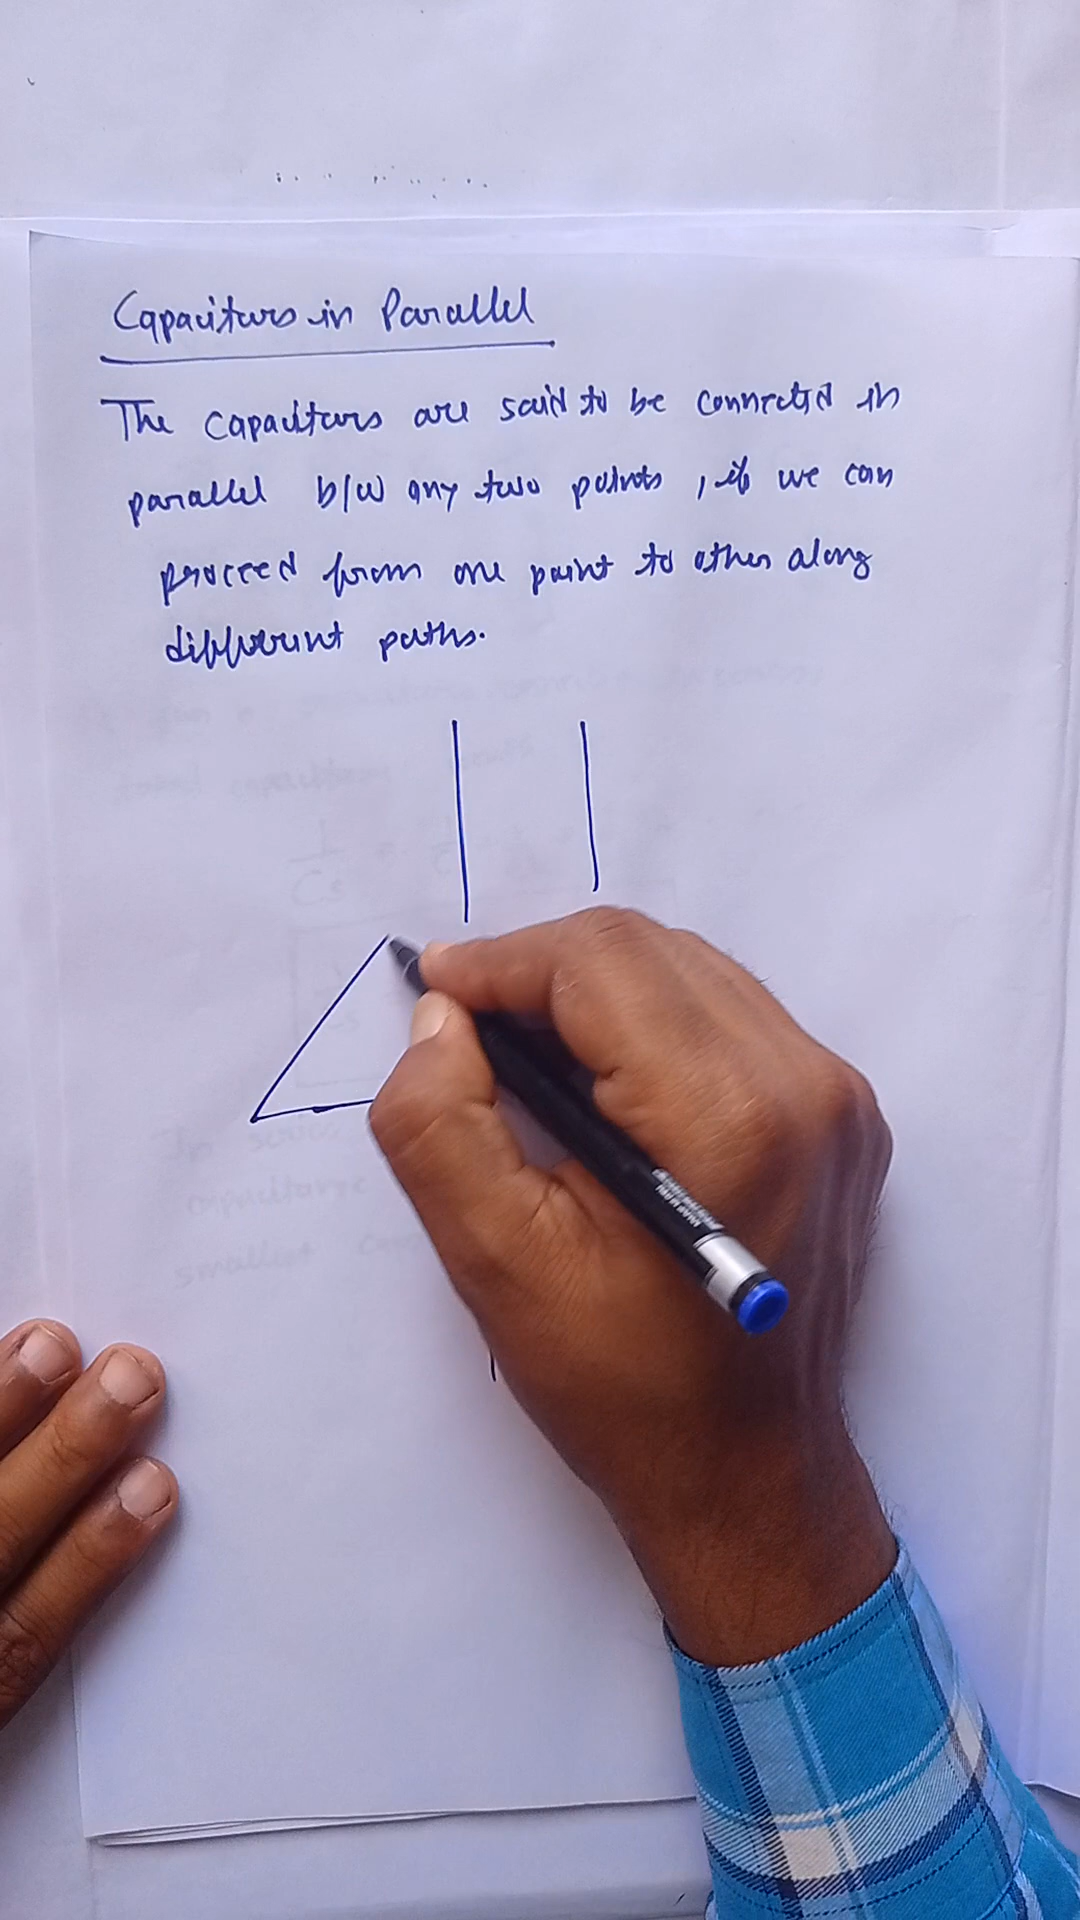 Capacitors in Parallel
The capacitors are said to be connected in
parallel b/w any two points , if we can
proceed from one point to other along
different paths.